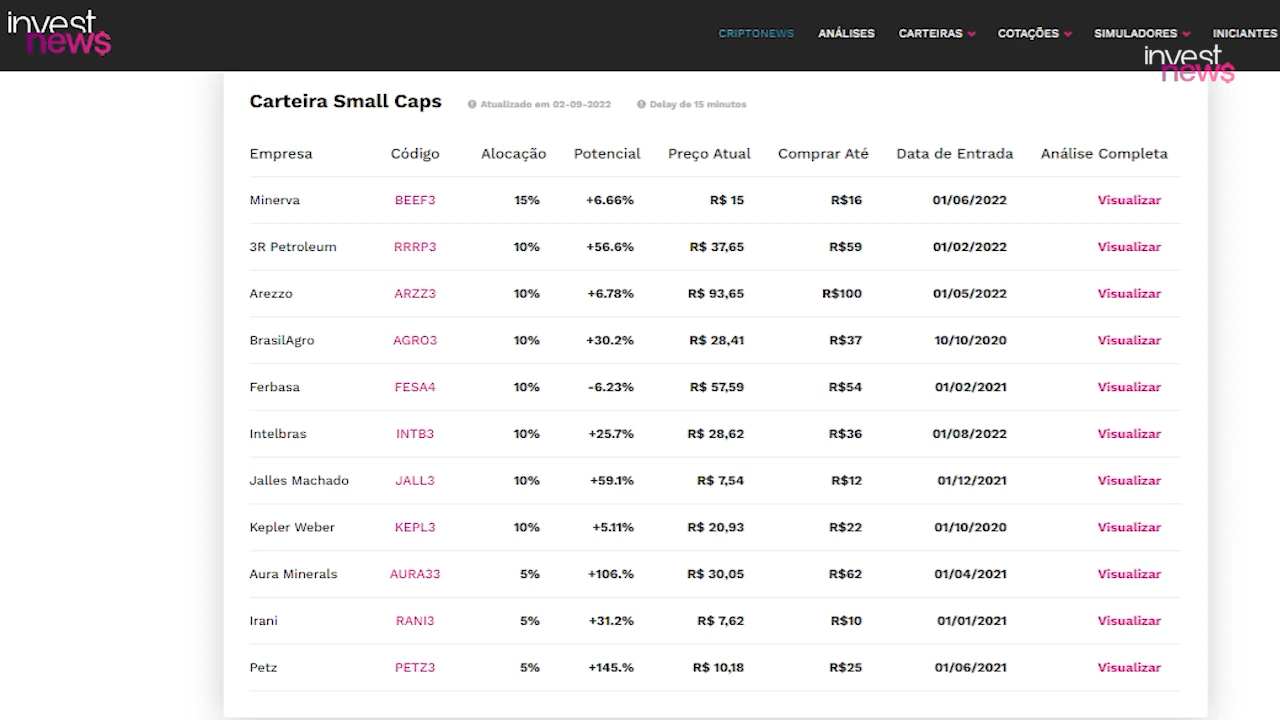 invest
new$
CRIPTONEWS ANÁLISES CARTEIRAS COTAÇÕES SIMULADORES INICIANTES
invest
new$
Carteira Small Caps Atualizado em 02-09-2022 Delay de 15 minutos
Empresa Código Alocação Potencial Preço Atual Comprar Até Data de Entrada Análise Completa
Minerva BEEF3 15% +6.66% R$ 15 R$16 01/06/2022 Visualizar
3R Petroleum RRRP3 10% +56.6% R$ 37,65 R$59 01/02/2022 Visualizar
Arezzo ARZZ3 10% +6.78% R$ 93,65 R$100 01/05/2022 Visualizar
BrasilAgro AGRO3 10% +30.2% R$ 28,41 R$37 10/10/2020 Visualizar
Ferbasa FESA4 10% -6.23% R$ 57,59 R$54 01/02/2021 Visualizar
Intelbras INTB3 10% +25.7% R$ 28,62 R$36 01/08/2022 Visualizar
Jalles Machado JALL3 10% +59.1% R$ 7,54 R$12 01/12/2021 Visualizar
Kepler Weber KEPL3 10% +5.11% R$ 20,93 R$22 01/10/2020 Visualizar
Aura Minerals AURA33 5% +106.% R$ 30,05 R$62 01/04/2021 Visualizar
Irani RANI3 5% +31.2% R$ 7,62 R$10 01/01/2021 Visualizar
Petz PETZ3 5% +145.% R$ 10,18 R$25 01/06/2021 Visualizar